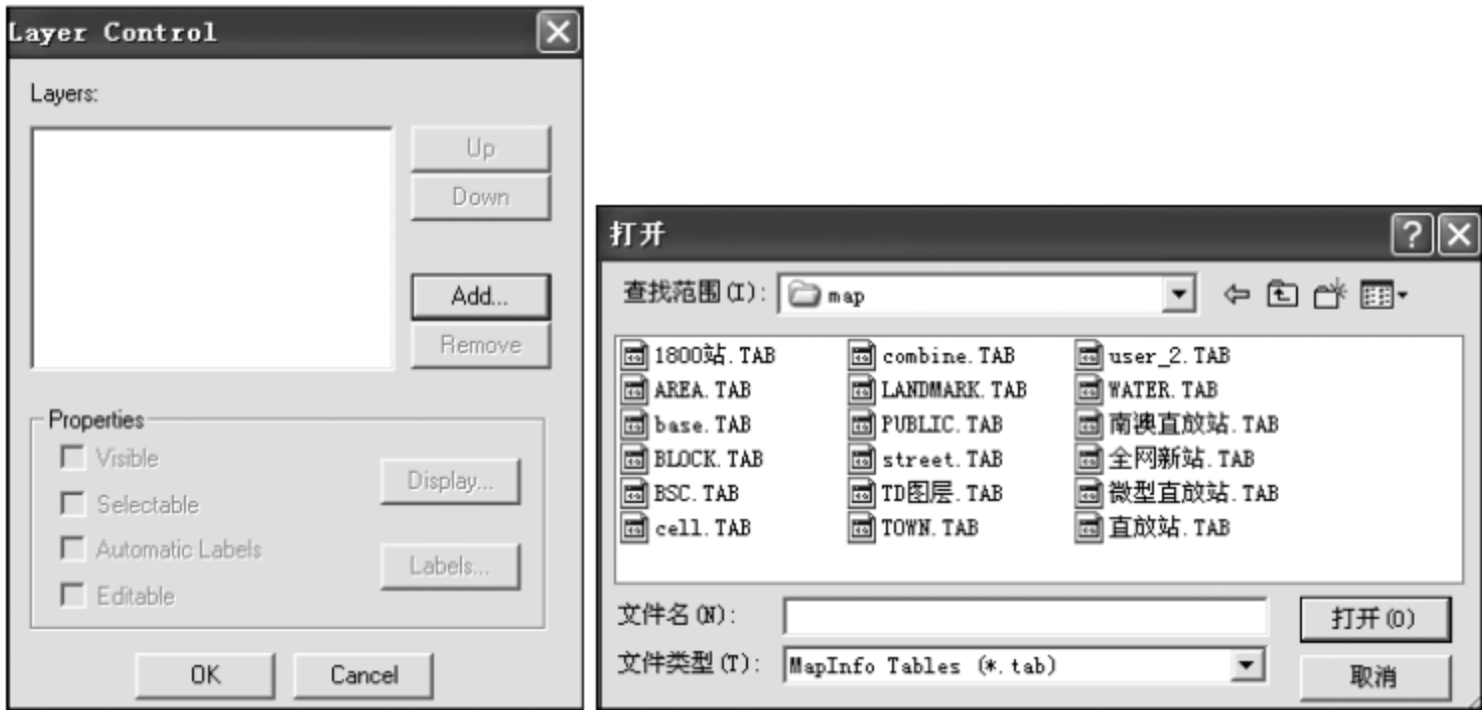 Layer Control
Layers:
Up
Down
Add...
Remove
Properties
Visible
Selectable
Automatic Labels
Editable
Display...
Labels...
OK
Cancel
打开
查找范围(I): map
1800站.TAB combine.TAB user_2.TAB
AREA.TAB LANDMARK.TAB WATER.TAB
base.TAB PUBLIC.TAB 南澳直放站.TAB
BLOCK.TAB street.TAB 全网新站.TAB
BSC.TAB TD图层.TAB 微型直放站.TAB
cell.TAB TOWN.TAB 直放站.TAB
文件名(N): 打开(O)
文件类型(T): MapInfo Tables (*.tab) 取消